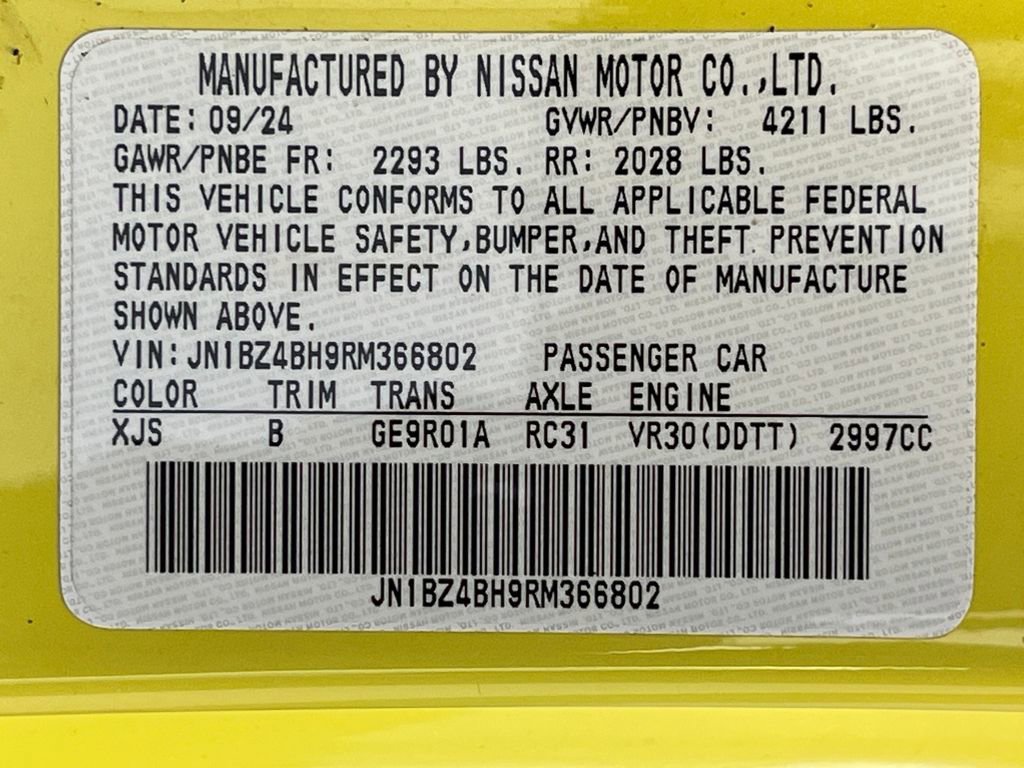 MANUFACTURED BY NISSAN MOTOR CO.,LTD.
DATE: 09/24 GVWR/PNBV: 4211 LBS.
GAWR/PNBE FR: 2293 LBS. RR: 2028 LBS.
THIS VEHICLE CONFORMS TO ALL APPLICABLE FEDERAL
MOTOR VEHICLE SAFETY,BUMPER,AND THEFT PREVENTION
STANDARDS IN EFFECT ON THE DATE OF MANUFACTURE
SHOWN ABOVE.
VIN: JN1BZ4BH9RM366802 PASSENGER CAR
COLOR TRIM TRANS AXLE ENGINE
XJS B GE9R01A RC31 VR30(DDTT) 2997CC
JN1BZ4BH9RM366802